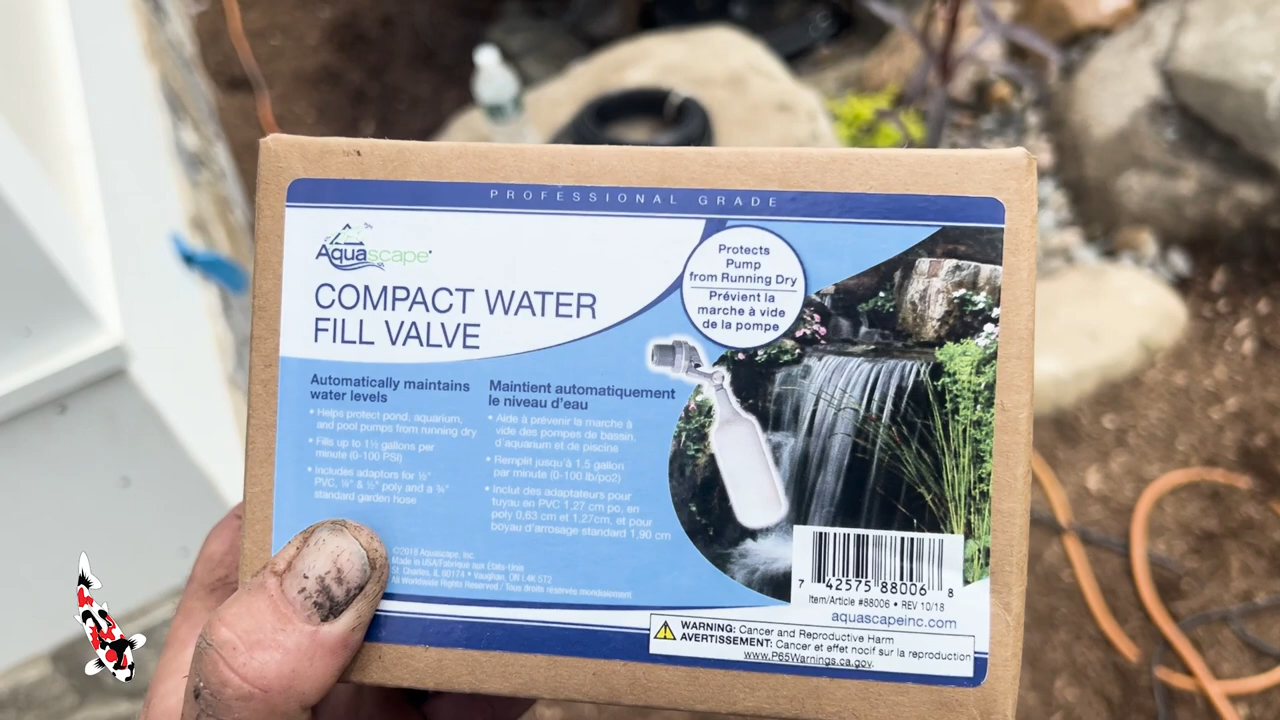 PROFESSIONAL GRADE
Aquascape
COMPACT WATER
FILL VALVE
Protects
Pump
from Running Dry
Prévient la
marche à vide
de la pompe
Automatically maintains
water levels
• Helps protect pond, aquarium,
and pool pumps from running dry
• Fills up to 1½ gallons per
minute (0-100 PSI)
• Includes adaptors for ½"
PVC, ¼" & ½" poly and a ¾"
standard garden hose
Maintient automatiquement
le niveau d'eau
• Aide à prévenir la marche à
vide des pompes de bassin,
d'aquarium et de piscine
• Remplit jusqu'à 1,5 gallon
par minute (0-100 lb/po2)
• Inclut des adaptateurs pour
tuyau en PVC 1,27 cm po, en
poly 0,63 cm et 1,27cm, et pour
boyau d'arrosage standard 1,90 cm
©2018 Aquascape, Inc.
Made in USA/Fabrique aux États-Unis
St. Charles, IL 60174 • Vaughan, ON L4K 5T2
All Worldwide Rights Reserved / Tous droits réservés mondialement
7 42575 88006 8
Item/Article #88006 • REV 10/18
aquascapeinc.com
WARNING: Cancer and Reproductive Harm
AVERTISSEMENT: Cancer et effet nocif sur la reproduction
www.P65Warnings.ca.gov.